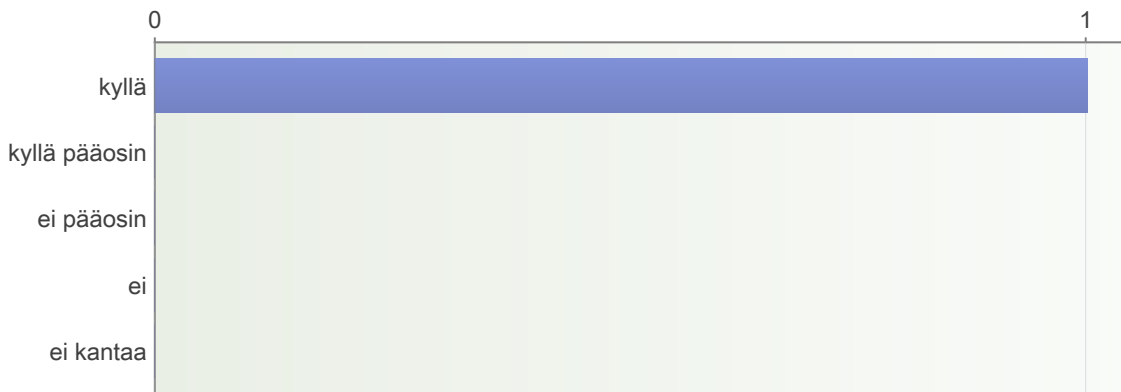 0 1
kyllä
kyllä pääosin
ei pääosin
ei
ei kantaa